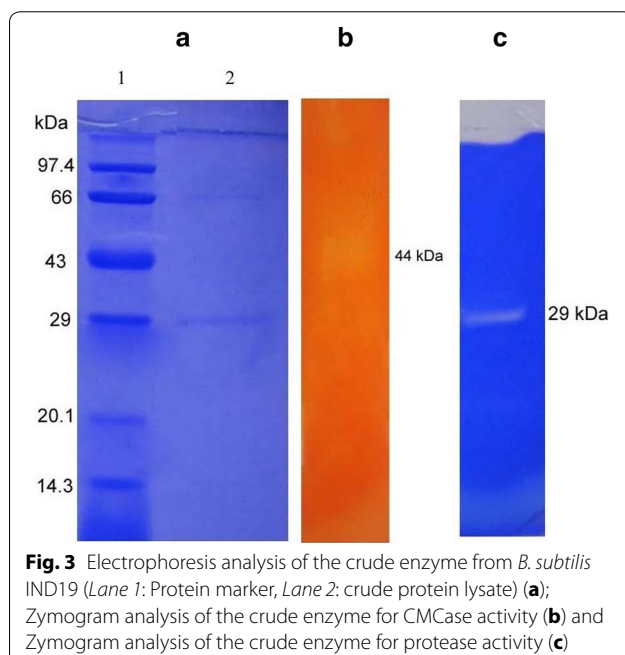 a
b
c
1
2
kDa
97.4
66
43
44 kDa
29
29 kDa
20.1
14.3
Fig. 3 Electrophoresis analysis of the crude enzyme from B. subtilis
IND19 (Lane 1: Protein marker, Lane 2: crude protein lysate) (a);
Zymogram analysis of the crude enzyme for CMCase activity (b) and
Zymogram analysis of the crude enzyme for protease activity (c)